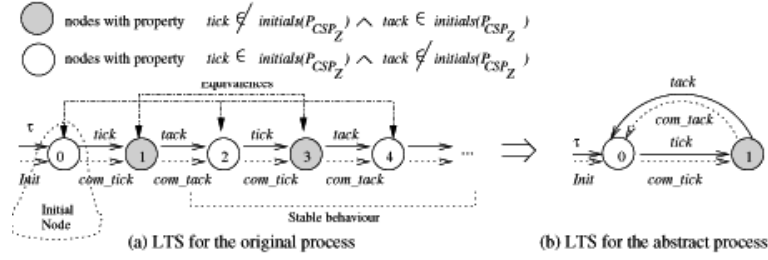 nodes with property tick ∉ initials(P_CSP_Z) ∧ tack ∈ initials(P_CSP_Z)
nodes with property tick ∈ initials(P_CSP_Z) ∧ tack ∉ initials(P_CSP_Z)
Equivalences
τ tick tack tick tack
0 1 2 3 4 ...
Init com_tick com_tack com_tick com_tack
Initial
Node
Stable behaviour
(a) LTS for the original process
⇒
tack
com_tack
τ tick
0 1
Init com_tick
(b) LTS for the abstract process